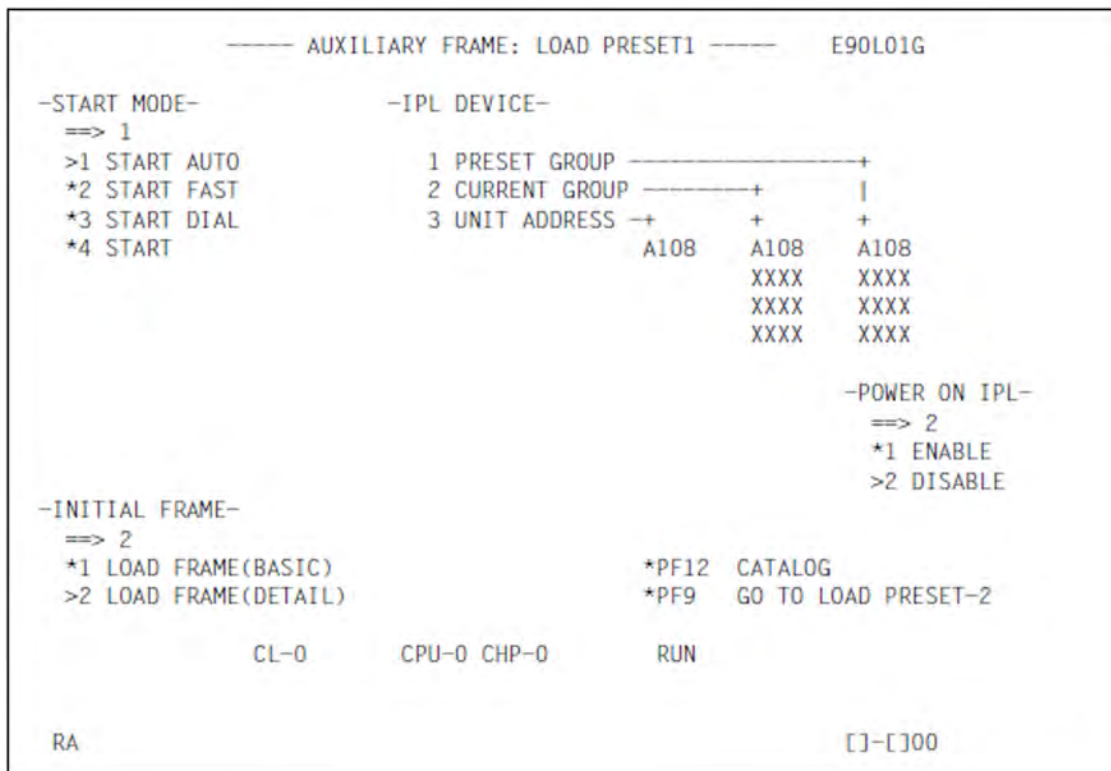 ----- AUXILIARY FRAME: LOAD PRESET1 ----- E90L01G
-START MODE- -IPL DEVICE-
==> 1
>1 START AUTO 1 PRESET GROUP -----------------+
*2 START FAST 2 CURRENT GROUP --------+ |
*3 START DIAL 3 UNIT ADDRESS -+ + +
*4 START A108 A108 A108
XXXX XXXX
XXXX XXXX
XXXX XXXX
-POWER ON IPL-
==> 2
*1 ENABLE
>2 DISABLE
-INITIAL FRAME-
==> 2
*1 LOAD FRAME(BASIC) *PF12 CATALOG
>2 LOAD FRAME(DETAIL) *PF9 GO TO LOAD PRESET-2
CL-0 CPU-0 CHP-0 RUN
RA []-[]00